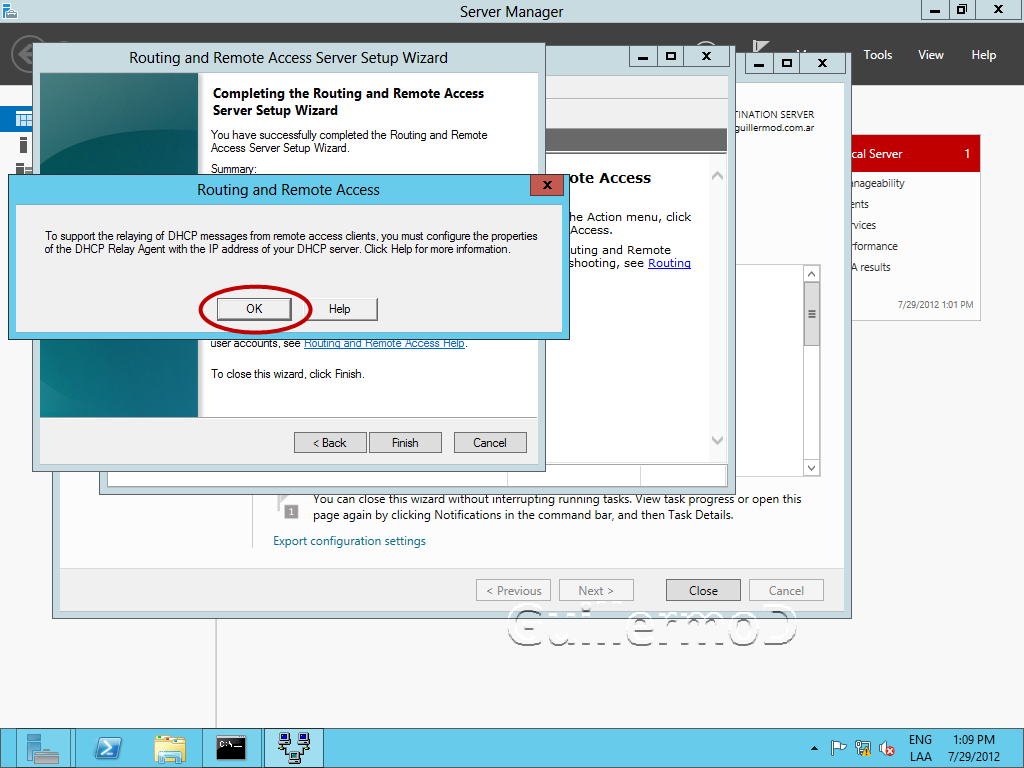 Server Manager
Tools View Help
Routing and Remote Access Server Setup Wizard
Completing the Routing and Remote Access
Server Setup Wizard
You have successfully completed the Routing and Remote
Access Server Setup Wizard.
Summary:
TINATION SERVER
guillermod.com.ar
cal Server 1
anageability
ents
rvices
rformance
A results
7/29/2012 1:01 PM
ote Access
he Action menu, click
Access.
uting and Remote
shooting, see Routing
Routing and Remote Access
To support the relaying of DHCP messages from remote access clients, you must configure the properties
of the DHCP Relay Agent with the IP address of your DHCP server. Click Help for more information.
OK Help
user accounts, see Routing and Remote Access Help.
To close this wizard, click Finish.
< Back Finish Cancel
1
You can close this wizard without interrupting running tasks. View task progress or open this
page again by clicking Notifications in the command bar, and then Task Details.
Export configuration settings
< Previous Next > Close Cancel
GuillermoD
C:\-
ENG
LAA
1:09 PM
7/29/2012